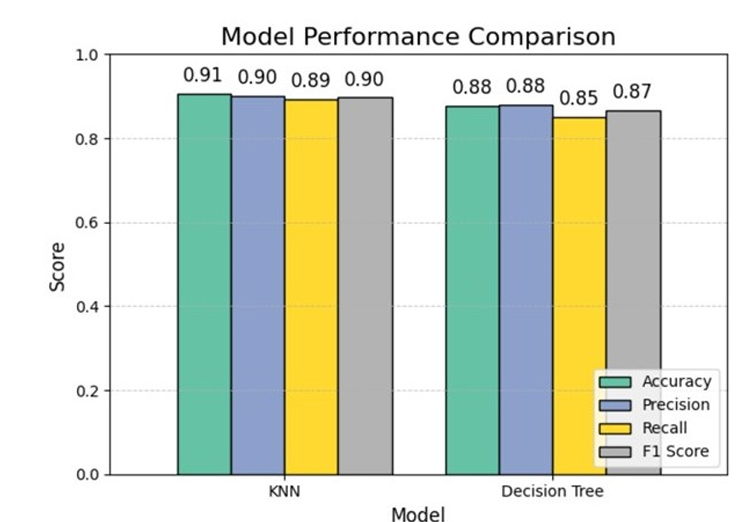 Model Performance Comparison
1.0
0.8
0.6
0.4
0.2
0.0
Score
0.91 0.90 0.89 0.90
0.88 0.88 0.85 0.87
Accuracy
Precision
Recall
F1 Score
KNN
Decision Tree
Model